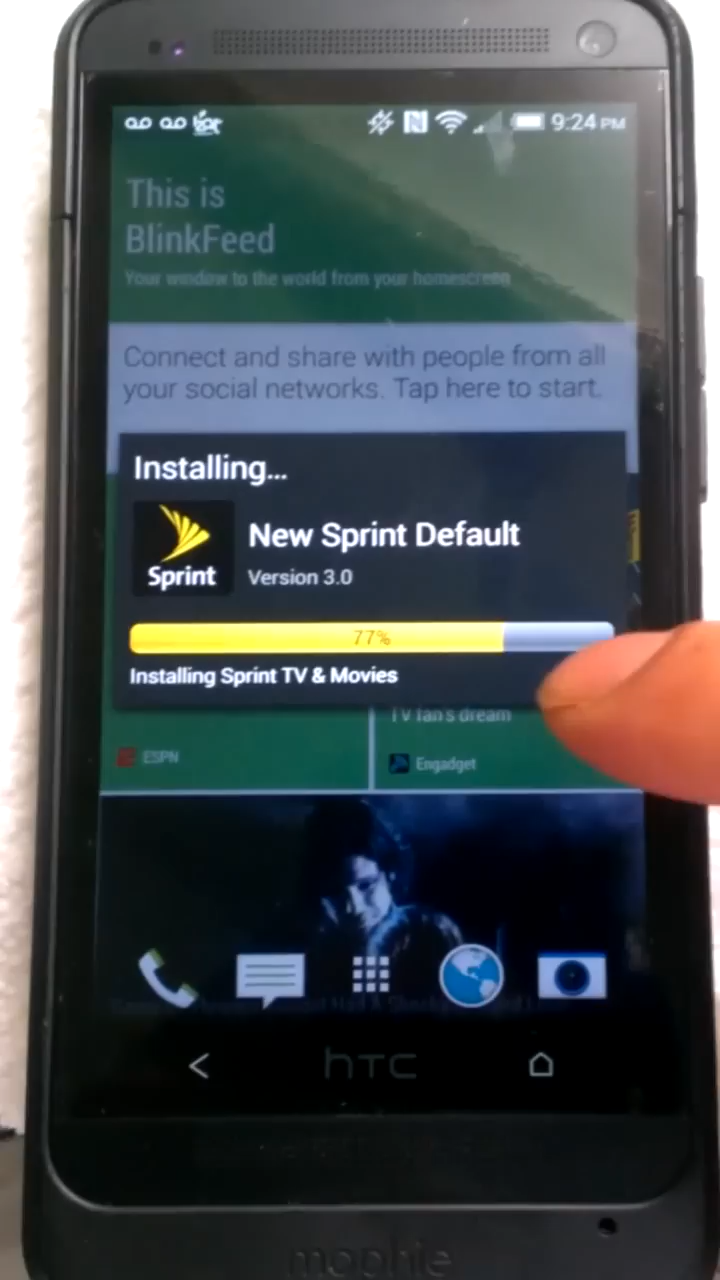 9:24 PM
This is
BlinkFeed
Your window to the world from your homescreen
Connect and share with people from all
your social networks. Tap here to start.
Installing...
New Sprint Default
Sprint
Version 3.0
77%
Installing Sprint TV & Movies
TV fan's dream
ESPN
Engadget
hTC
mophie